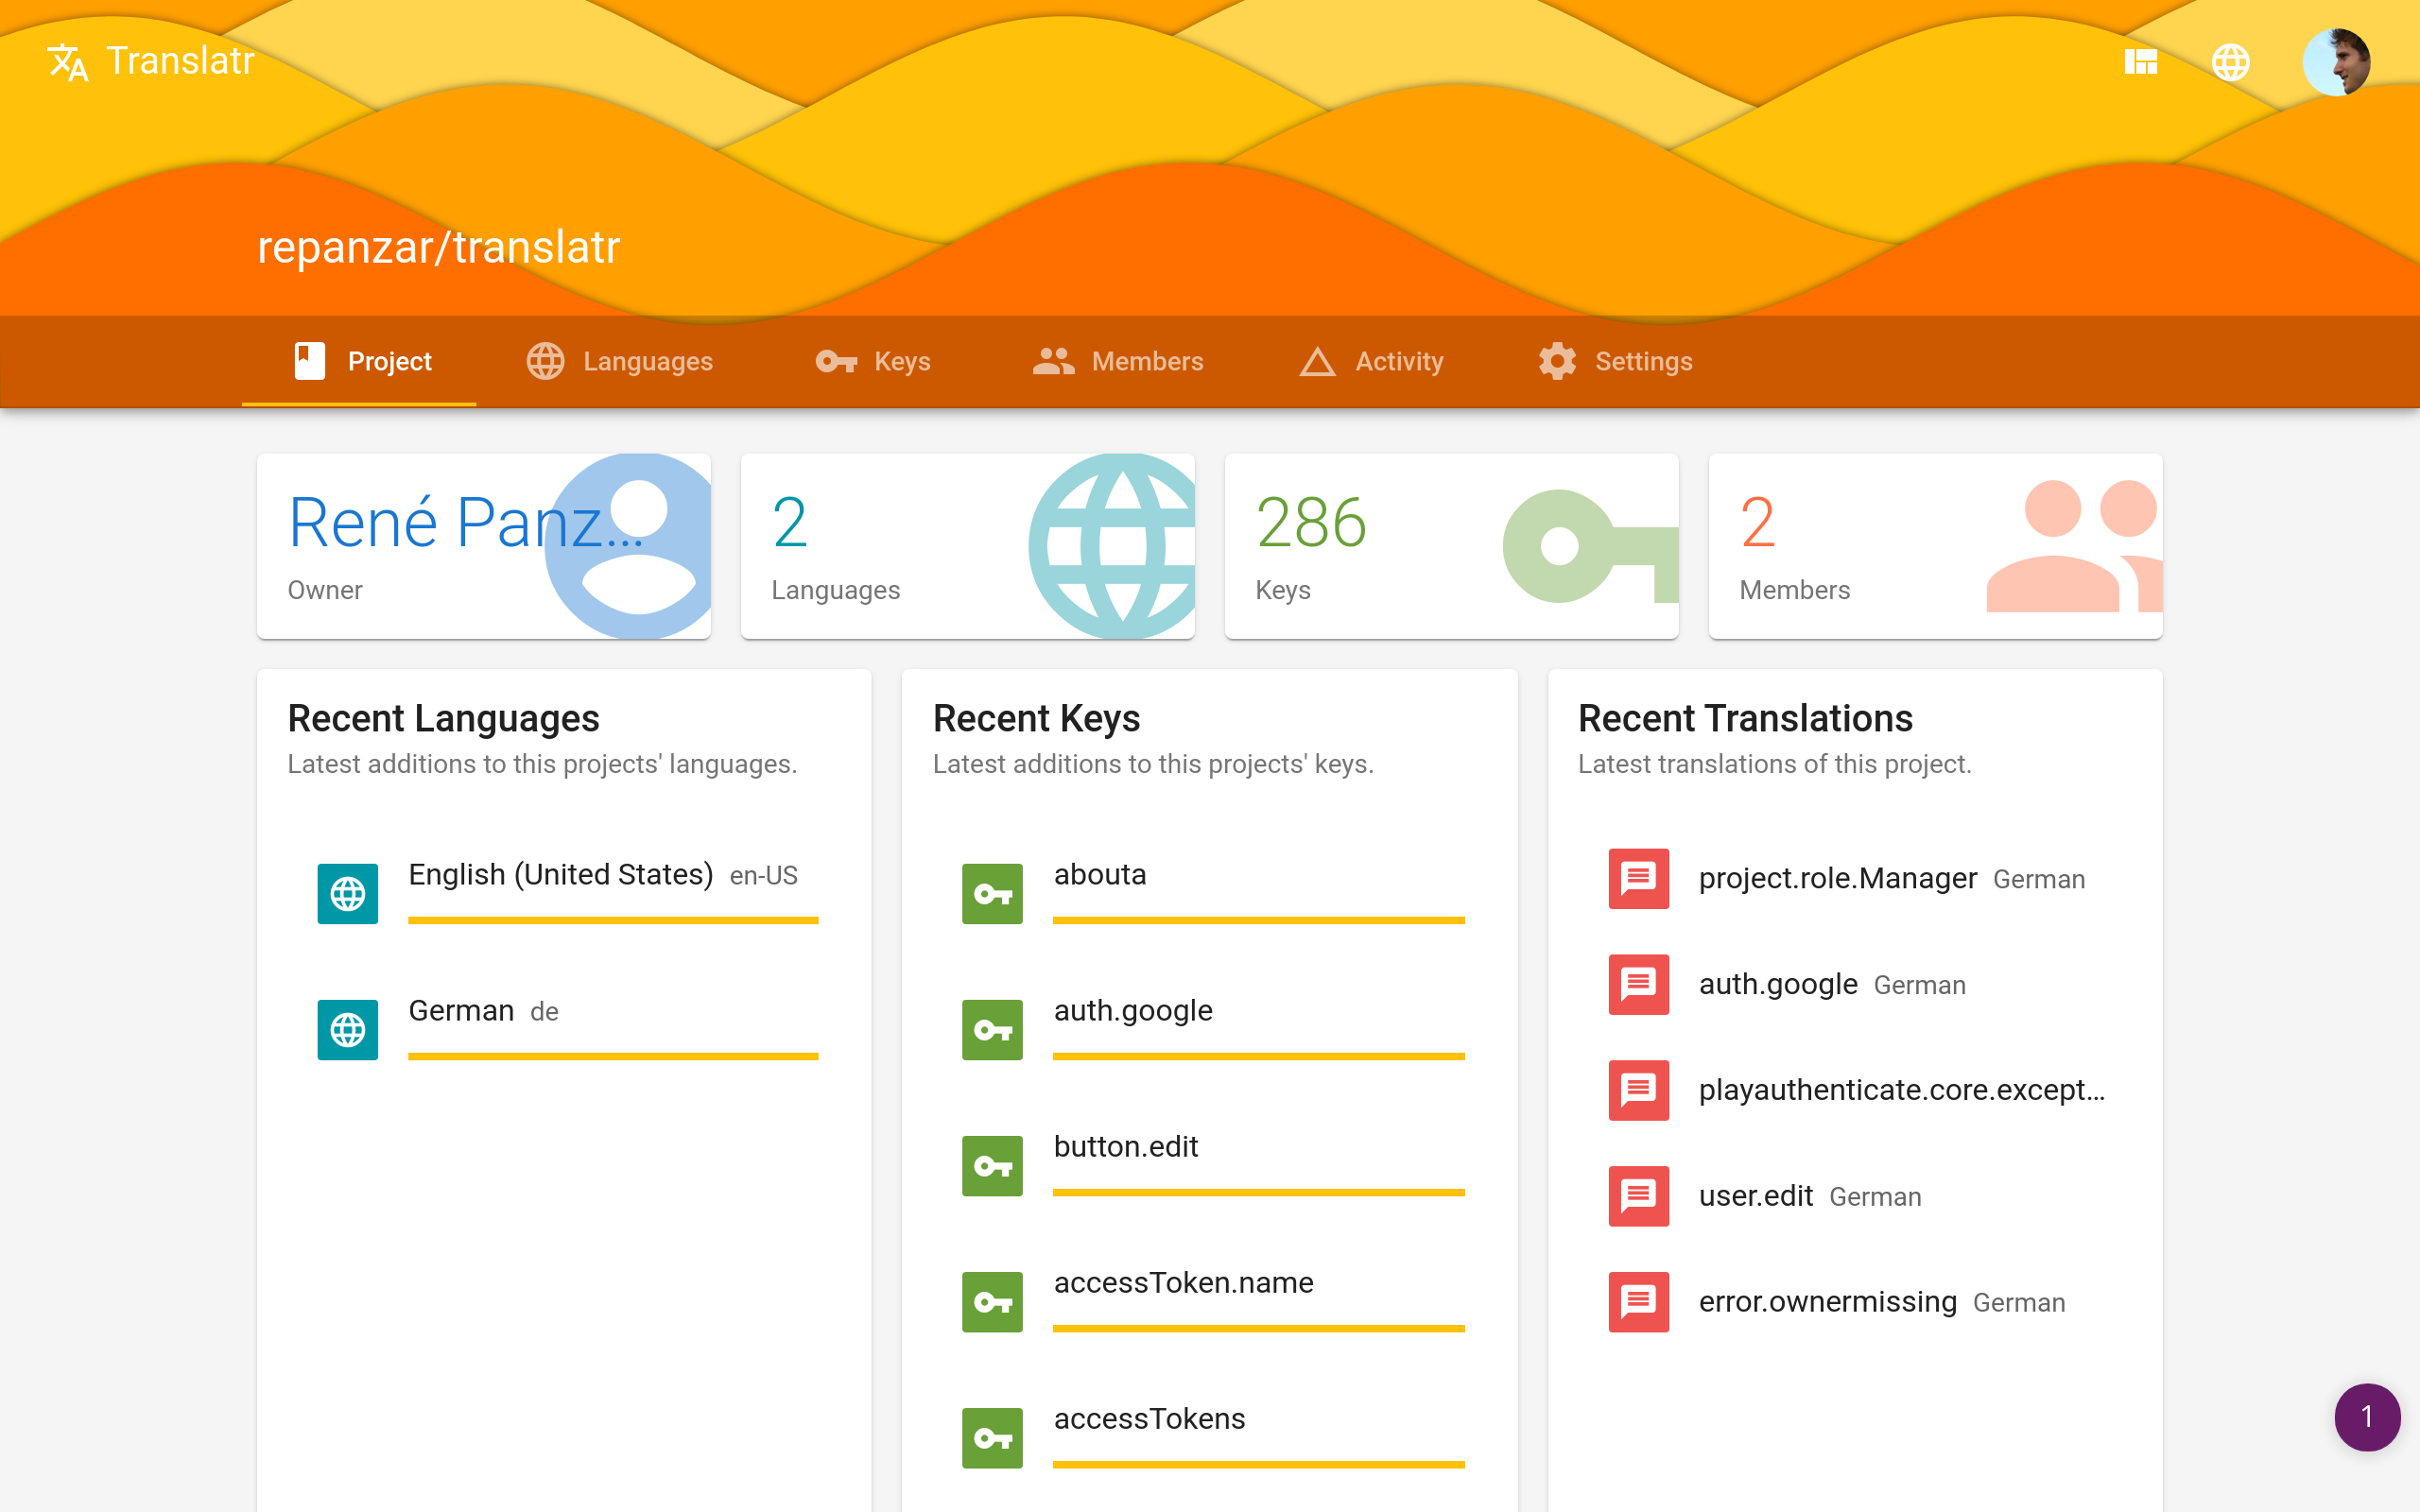 Translatr
repanzar/translatr
Project
Languages
Keys
Members
Activity
Settings
René Panz...
Owner
2
Languages
286
Keys
2
Members
Recent Languages
Latest additions to this projects' languages.
English (United States) en-US
German de
Recent Keys
Latest additions to this projects' keys.
abouta
auth.google
button.edit
accessToken.name
accessTokens
Recent Translations
Latest translations of this project.
project.role.Manager German
auth.google German
playauthenticate.core.except...
user.edit German
error.ownermissing German
1